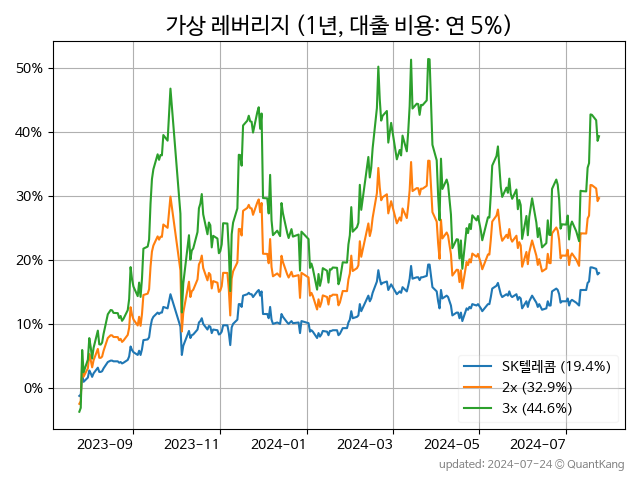 가상 레버리지 (1년, 대출 비용: 연 5%)
50%
40%
30%
20%
10%
0%
SK텔레콤 (19.4%)
2x (32.9%)
3x (44.6%)
2023-09 2023-11 2024-01 2024-03 2024-05 2024-07
updated: 2024-07-24 © QuantKang